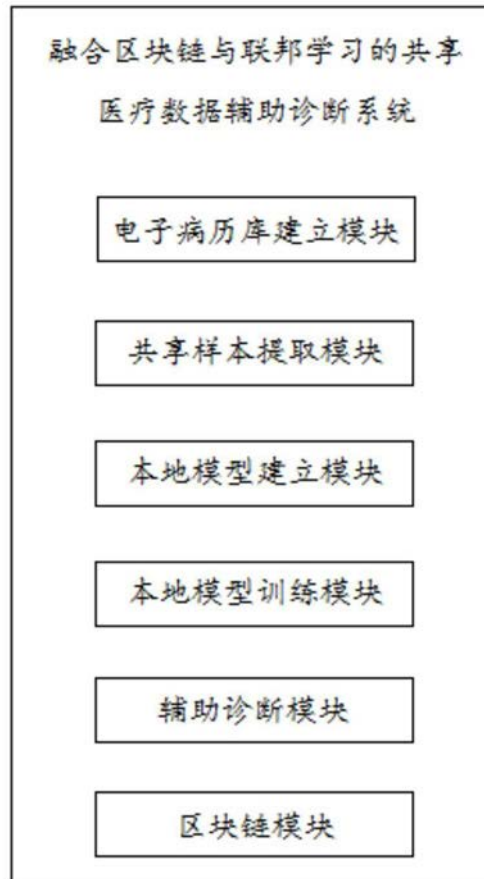 融合区块链与联邦学习的共享
医疗数据辅助诊断系统
电子病历库建立模块
共享样本提取模块
本地模型建立模块
本地模型训练模块
辅助诊断模块
区块链模块